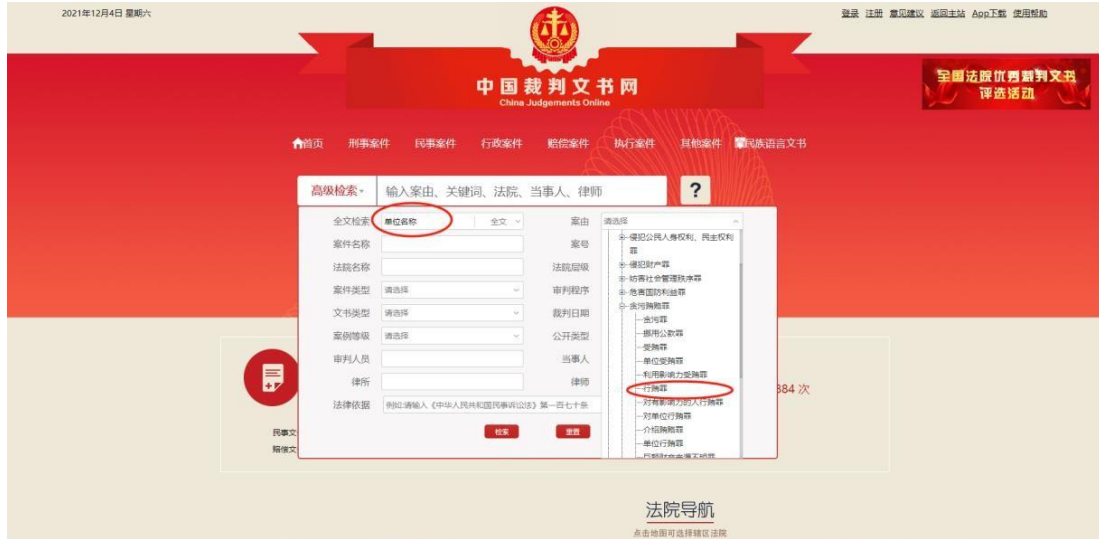 2021年12月4日 星期六
登录 注册 意见建议 返回主站 App下载 使用帮助
中国裁判文书网
China Judgements Online
全国法院优秀裁判文书
评选活动
首页 刑事案件 民事案件 行政案件 赔偿案件 执行案件 其他案件 民族语言文书
高级检索 输入案由、关键词、法院、当事人、律师 ?
全文检索 单位名称 全文 案由 请选择
案件名称 案号
法院名称 法院层级
案件类型 请选择 审判程序
文书类型 请选择 裁判日期
案例等级 请选择 公开类型
审判人员 当事人
律所 律师
法律依据 例如:请输入《中华人民共和国民事诉讼法》第一百七十条
检索 重置
侵犯公民人身权利、民主权利
罪
侵犯财产罪
妨害社会管理秩序罪
危害国防利益罪
贪污贿赂罪
贪污罪
挪用公款罪
受贿罪
单位受贿罪
利用影响力受贿罪
行贿罪
对有影响力的人行贿罪
对单位行贿罪
介绍贿赂罪
单位行贿罪
384 次
民事文
赔偿文
法院导航
点击地图可选择辖区法院